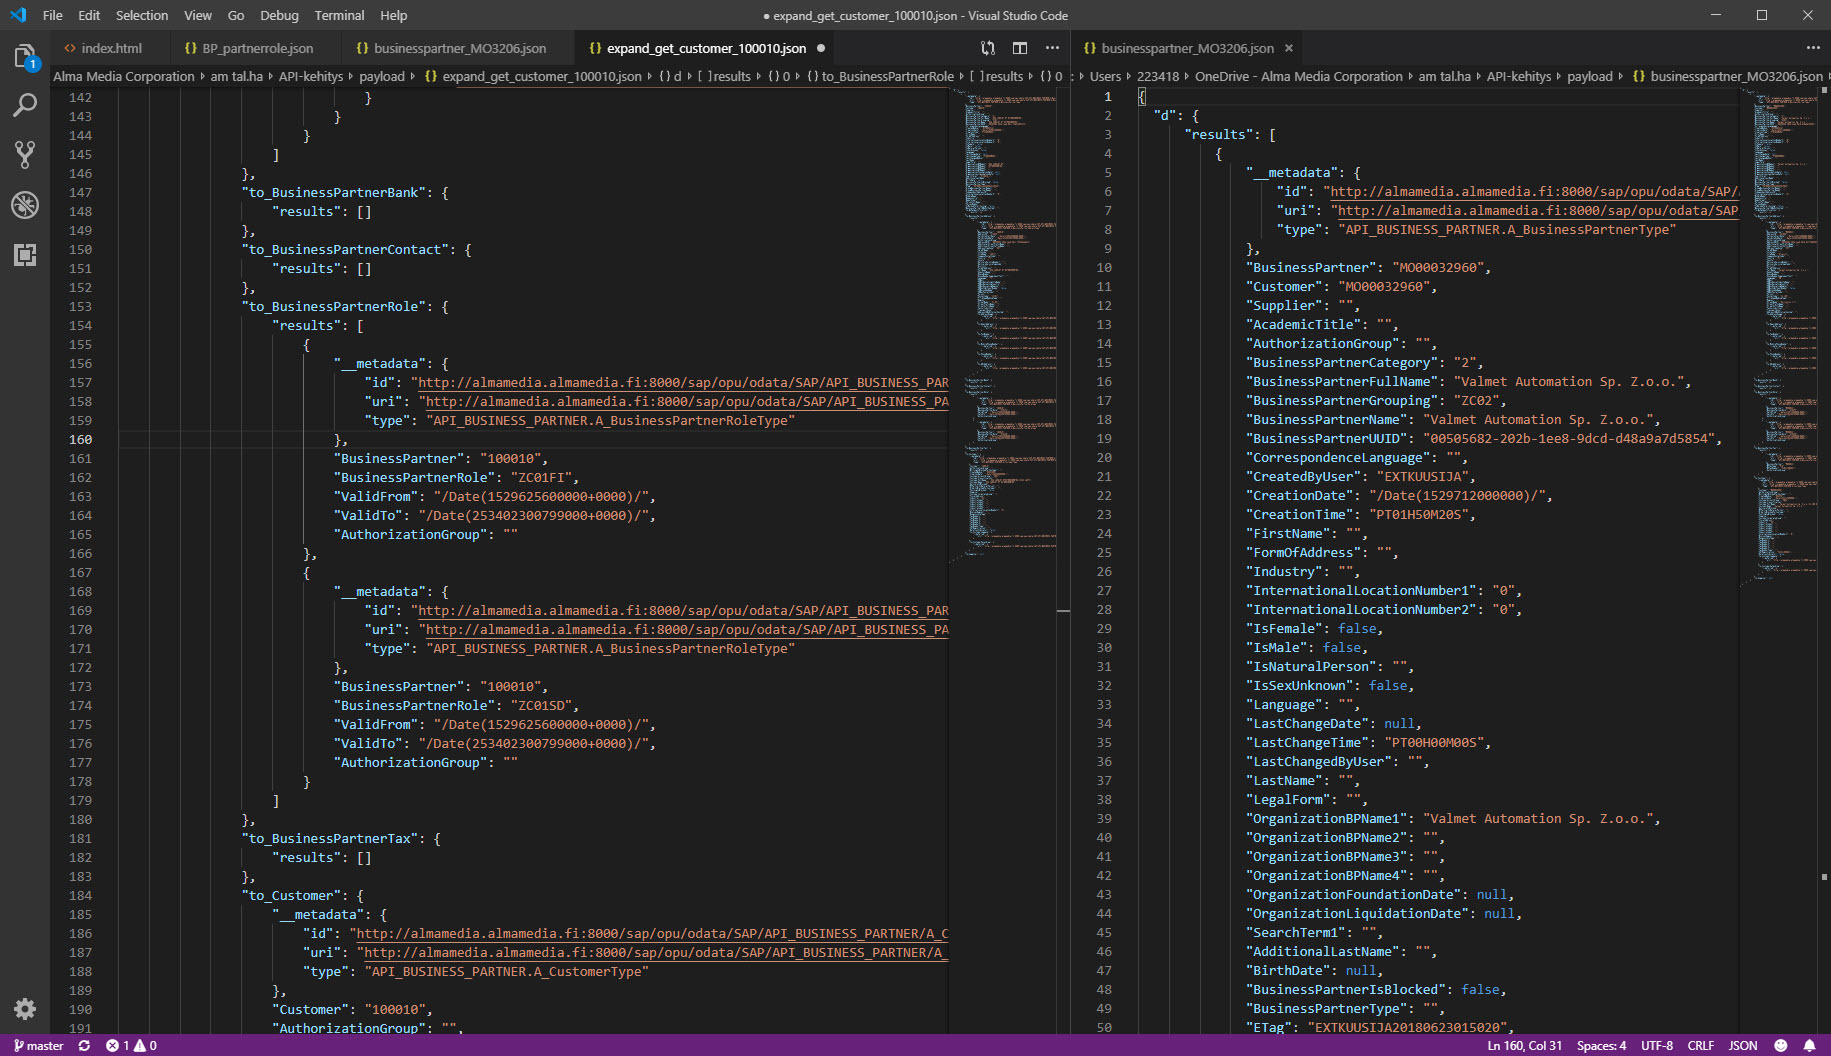 File Edit Selection View Go Debug Terminal Help
● expand_get_customer_100010.json - Visual Studio Code
1
index.html
BP_partnerrole.json
businesspartner_MO3206.json
expand_get_customer_100010.json
Alma Media Corporation › am tal.ha › API-kehitys › payload › {} expand_get_customer_100010.json › {} d › [ ] results › {} 0 › {} to_BusinessPartnerRole › [ ] results › {} 0
142 }
143 }
144 }
145 ]
146 },
147 "to_BusinessPartnerBank": {
148 "results": []
149 },
150 "to_BusinessPartnerContact": {
151 "results": []
152 },
153 "to_BusinessPartnerRole": {
154 "results": [
155 {
156 "__metadata": {
157 "id": "http://almamedia.almamedia.fi:8000/sap/opu/odata/SAP/API_BUSINESS_PAR
158 "uri": "http://almamedia.almamedia.fi:8000/sap/opu/odata/SAP/API_BUSINESS_PA
159 "type": "API_BUSINESS_PARTNER.A_BusinessPartnerRoleType"
160 },
161 "BusinessPartner": "100010",
162 "BusinessPartnerRole": "ZC01FI",
163 "ValidFrom": "/Date(1529625600000+0000)/",
164 "ValidTo": "/Date(253402300799000+0000)/",
165 "AuthorizationGroup": ""
166 },
167 {
168 "__metadata": {
169 "id": "http://almamedia.almamedia.fi:8000/sap/opu/odata/SAP/API_BUSINESS_PAR
170 "uri": "http://almamedia.almamedia.fi:8000/sap/opu/odata/SAP/API_BUSINESS_PA
171 "type": "API_BUSINESS_PARTNER.A_BusinessPartnerRoleType"
172 },
173 "BusinessPartner": "100010",
174 "BusinessPartnerRole": "ZC01SD",
175 "ValidFrom": "/Date(1529625600000+0000)/",
176 "ValidTo": "/Date(253402300799000+0000)/",
177 "AuthorizationGroup": ""
178 }
179 ]
180 },
181 "to_BusinessPartnerTax": {
182 "results": []
183 },
184 "to_Customer": {
185 "__metadata": {
186 "id": "http://almamedia.almamedia.fi:8000/sap/opu/odata/SAP/API_BUSINESS_PARTNER/A_C
187 "uri": "http://almamedia.almamedia.fi:8000/sap/opu/odata/SAP/API_BUSINESS_PARTNER/A_
188 "type": "API_BUSINESS_PARTNER.A_CustomerType"
189 },
190 "Customer": "100010",
191 "AuthorizationGroup": "",
businesspartner_MO3206.json ×
: › Users › 223418 › OneDrive - Alma Media Corporation › am tal.ha › API-kehitys › payload › {} businesspartner_MO3206.json
1 {
2 "d": {
3 "results": [
4 {
5 "__metadata": {
6 "id": "http://almamedia.almamedia.fi:8000/sap/opu/odata/SAP/
7 "uri": "http://almamedia.almamedia.fi:8000/sap/opu/odata/SAP
8 "type": "API_BUSINESS_PARTNER.A_BusinessPartnerType"
9 },
10 "BusinessPartner": "MO00032960",
11 "Customer": "MO00032960",
12 "Supplier": "",
13 "AcademicTitle": "",
14 "AuthorizationGroup": "",
15 "BusinessPartnerCategory": "2",
16 "BusinessPartnerFullName": "Valmet Automation Sp. Z.o.o.",
17 "BusinessPartnerGrouping": "ZC02",
18 "BusinessPartnerName": "Valmet Automation Sp. Z.o.o.",
19 "BusinessPartnerUUID": "00505682-202b-1ee8-9dcd-d48a9a7d5854",
20 "CorrespondenceLanguage": "",
21 "CreatedByUser": "EXTKUUSIJA",
22 "CreationDate": "/Date(1529712000000)/",
23 "CreationTime": "PT01H50M20S",
24 "FirstName": "",
25 "FormOfAddress": "",
26 "Industry": "",
27 "InternationalLocationNumber1": "0",
28 "InternationalLocationNumber2": "0",
29 "IsFemale": false,
30 "IsMale": false,
31 "IsNaturalPerson": "",
32 "IsSexUnknown": false,
33 "Language": "",
34 "LastChangeDate": null,
35 "LastChangeTime": "PT00H00M00S",
36 "LastChangedByUser": "",
37 "LastName": "",
38 "LegalForm": "",
39 "OrganizationBPName1": "Valmet Automation Sp. Z.o.o.",
40 "OrganizationBPName2": "",
41 "OrganizationBPName3": "",
42 "OrganizationBPName4": "",
43 "OrganizationFoundationDate": null,
44 "OrganizationLiquidationDate": null,
45 "SearchTerm1": "",
46 "AdditionalLastName": "",
47 "BirthDate": null,
48 "BusinessPartnerIsBlocked": false,
49 "BusinessPartnerType": "",
50 "ETag": "EXTKUUSIJA20180623015020",
master 1 0
Ln 160, Col 31 Spaces: 4 UTF-8 CRLF JSON